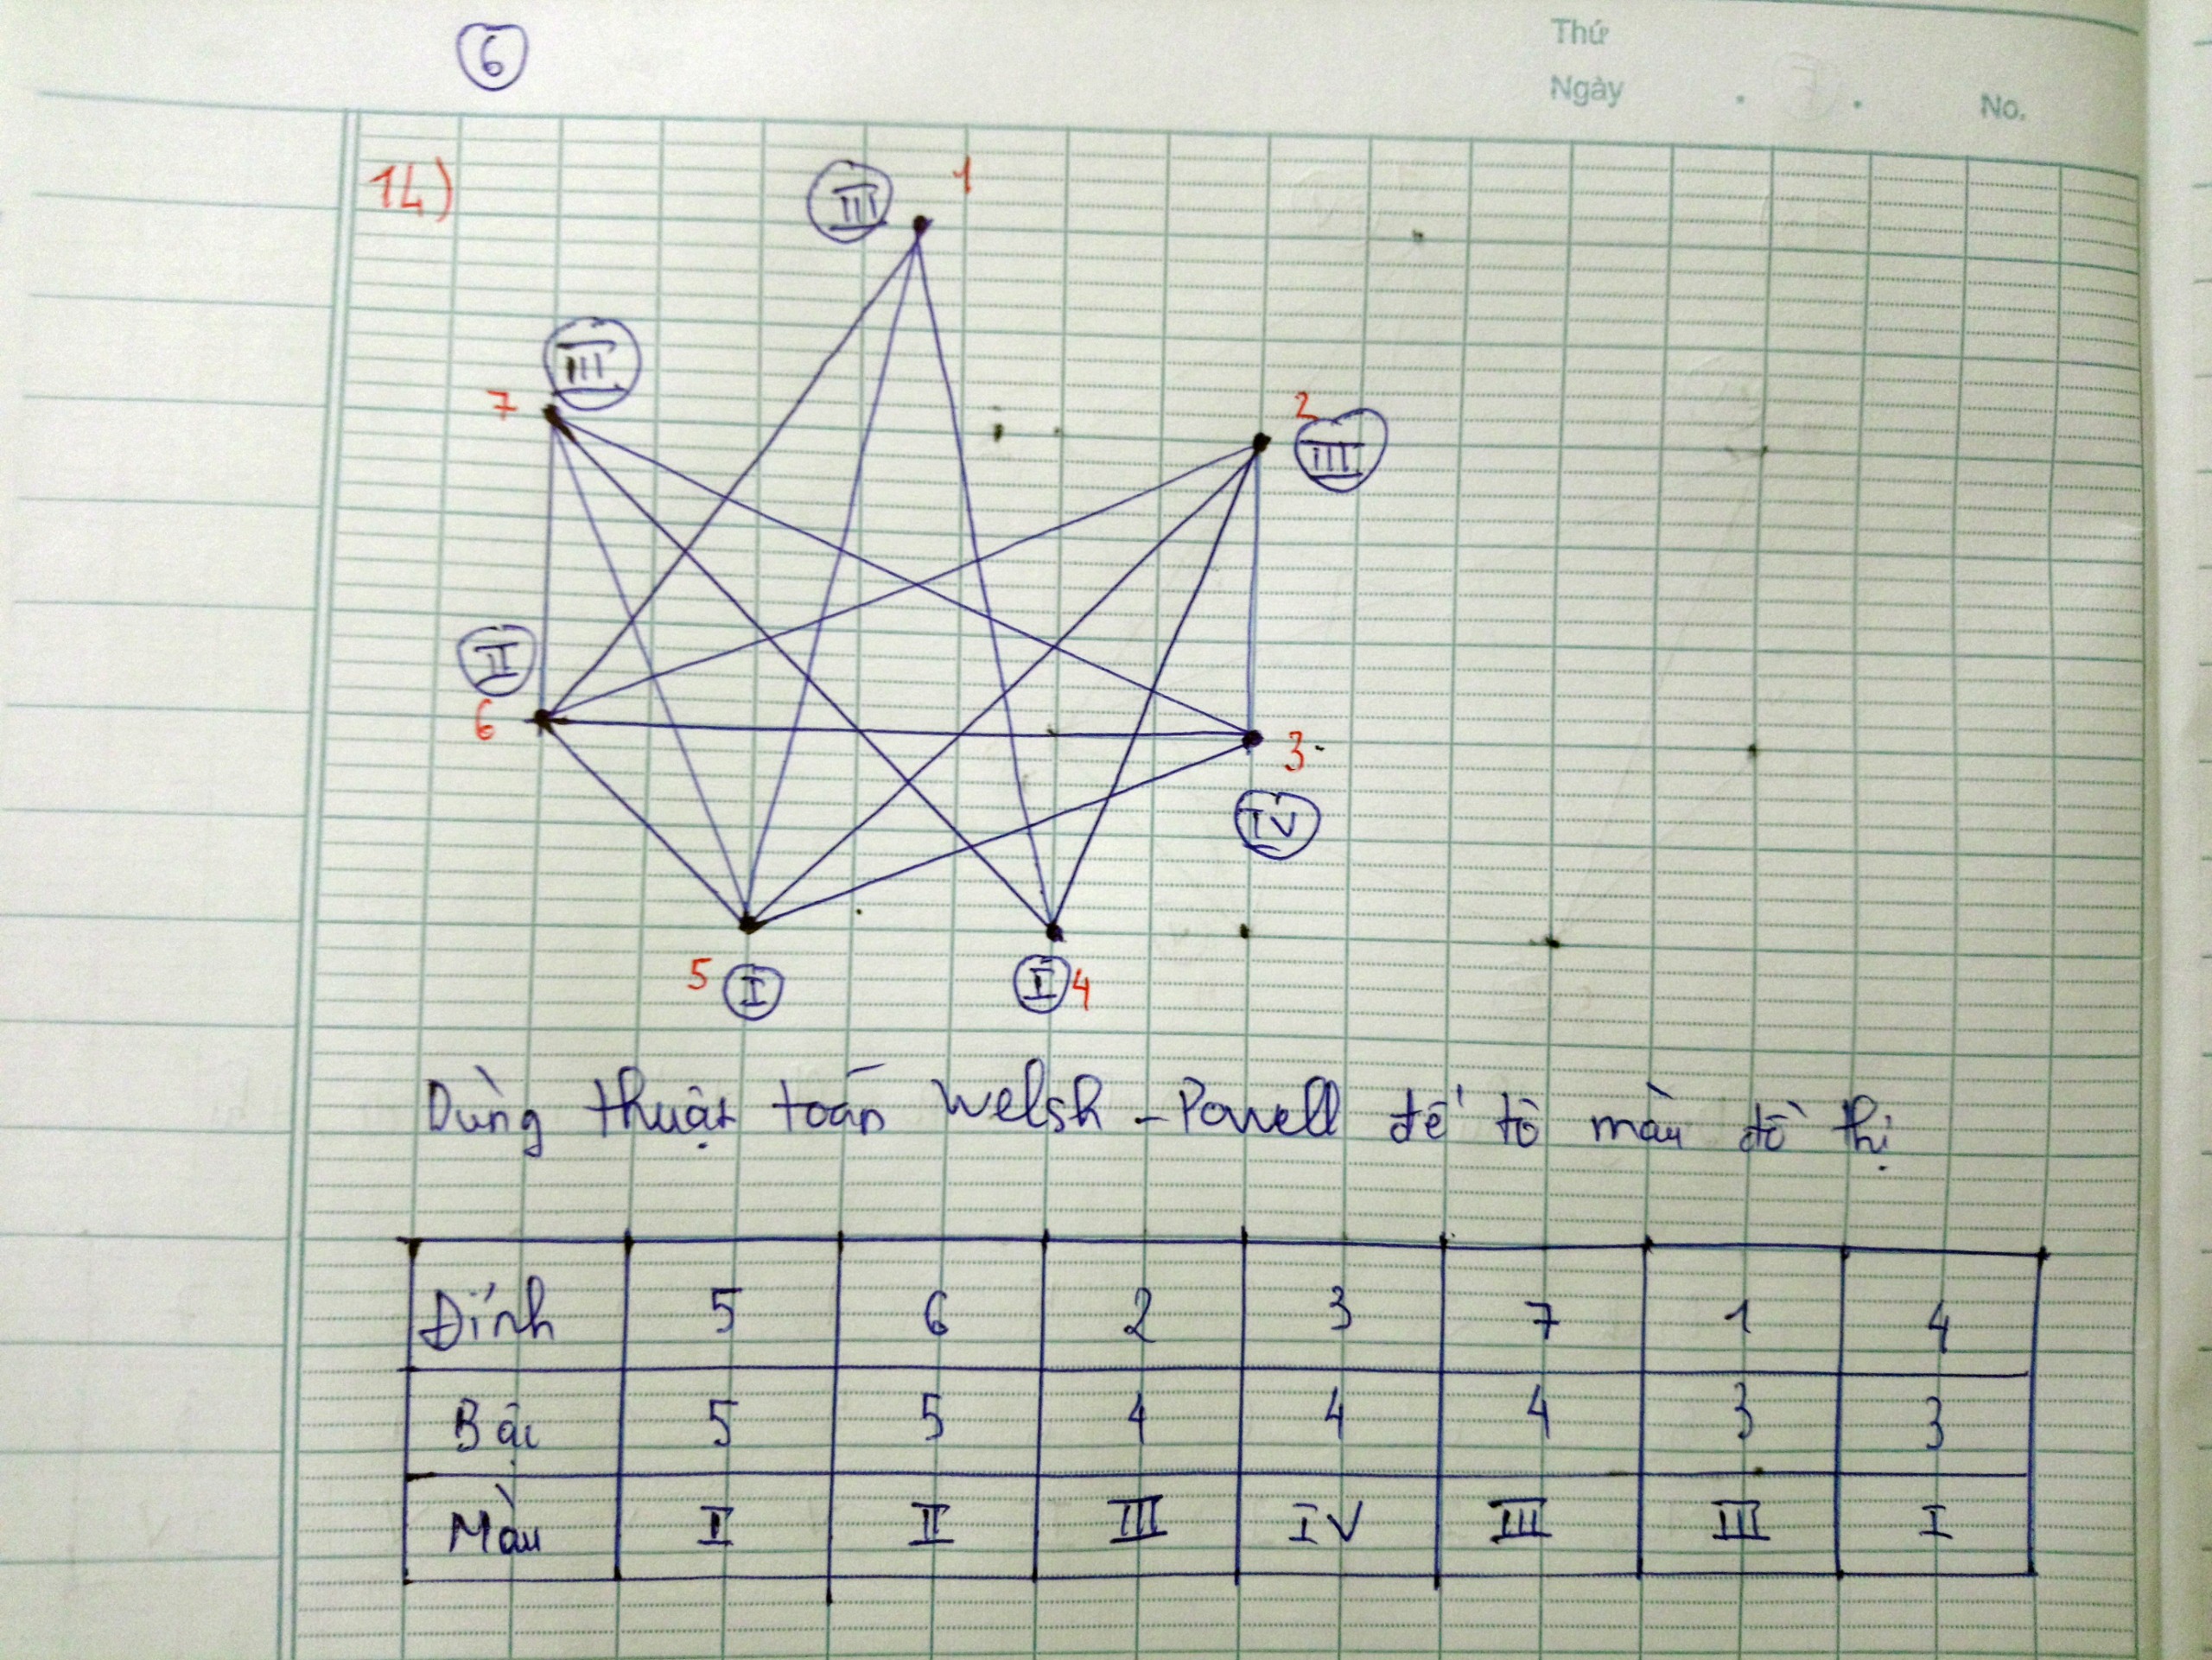 6
Thứ
Ngày
No.
14)
1
III
III
7
2
III
II
6
3
IV
5 I
I 4
Dùng thuật toán Welsh - Powell để tô màu đồ thị
Đỉnh 5 6 2 3 7 1 4
Bậc 5 5 4 4 4 3 3
Màu I II III IV III III I